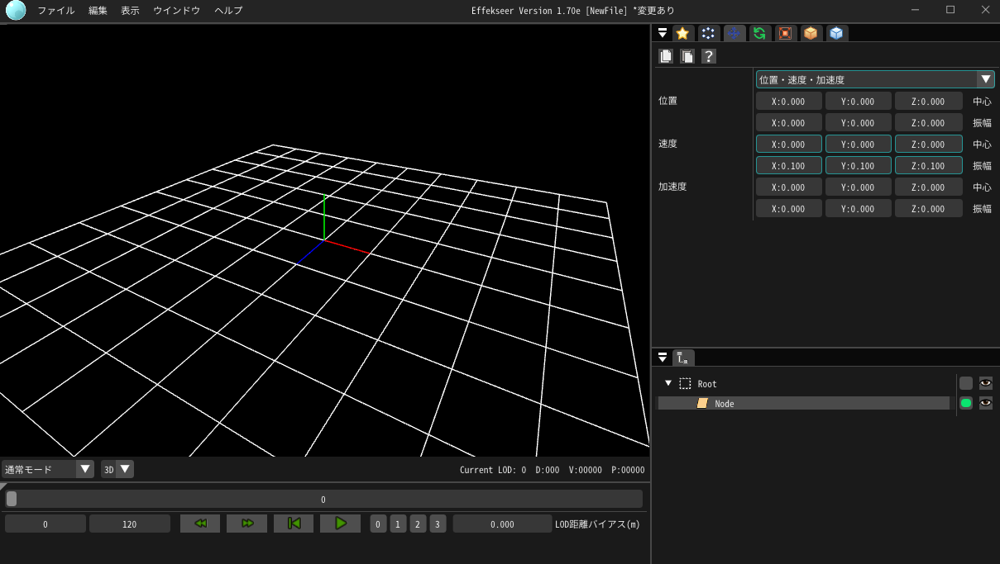 ファイル 編集 表示 ウインドウ ヘルプ Effekseer Version 1.70e [NewFile] *変更あり
?
位置・速度・加速度
位置 X:0.000 Y:0.000 Z:0.000 中心
X:0.000 Y:0.000 Z:0.000 振幅
速度 X:0.000 Y:0.000 Z:0.000 中心
X:0.100 Y:0.100 Z:0.100 振幅
加速度 X:0.000 Y:0.000 Z:0.000 中心
X:0.000 Y:0.000 Z:0.000 振幅
Root
Node
通常モード 3D Current LOD: 0 D:000 V:00000 P:00000
0
0 120 0 1 2 3 0.000 LOD距離バイアス(m)